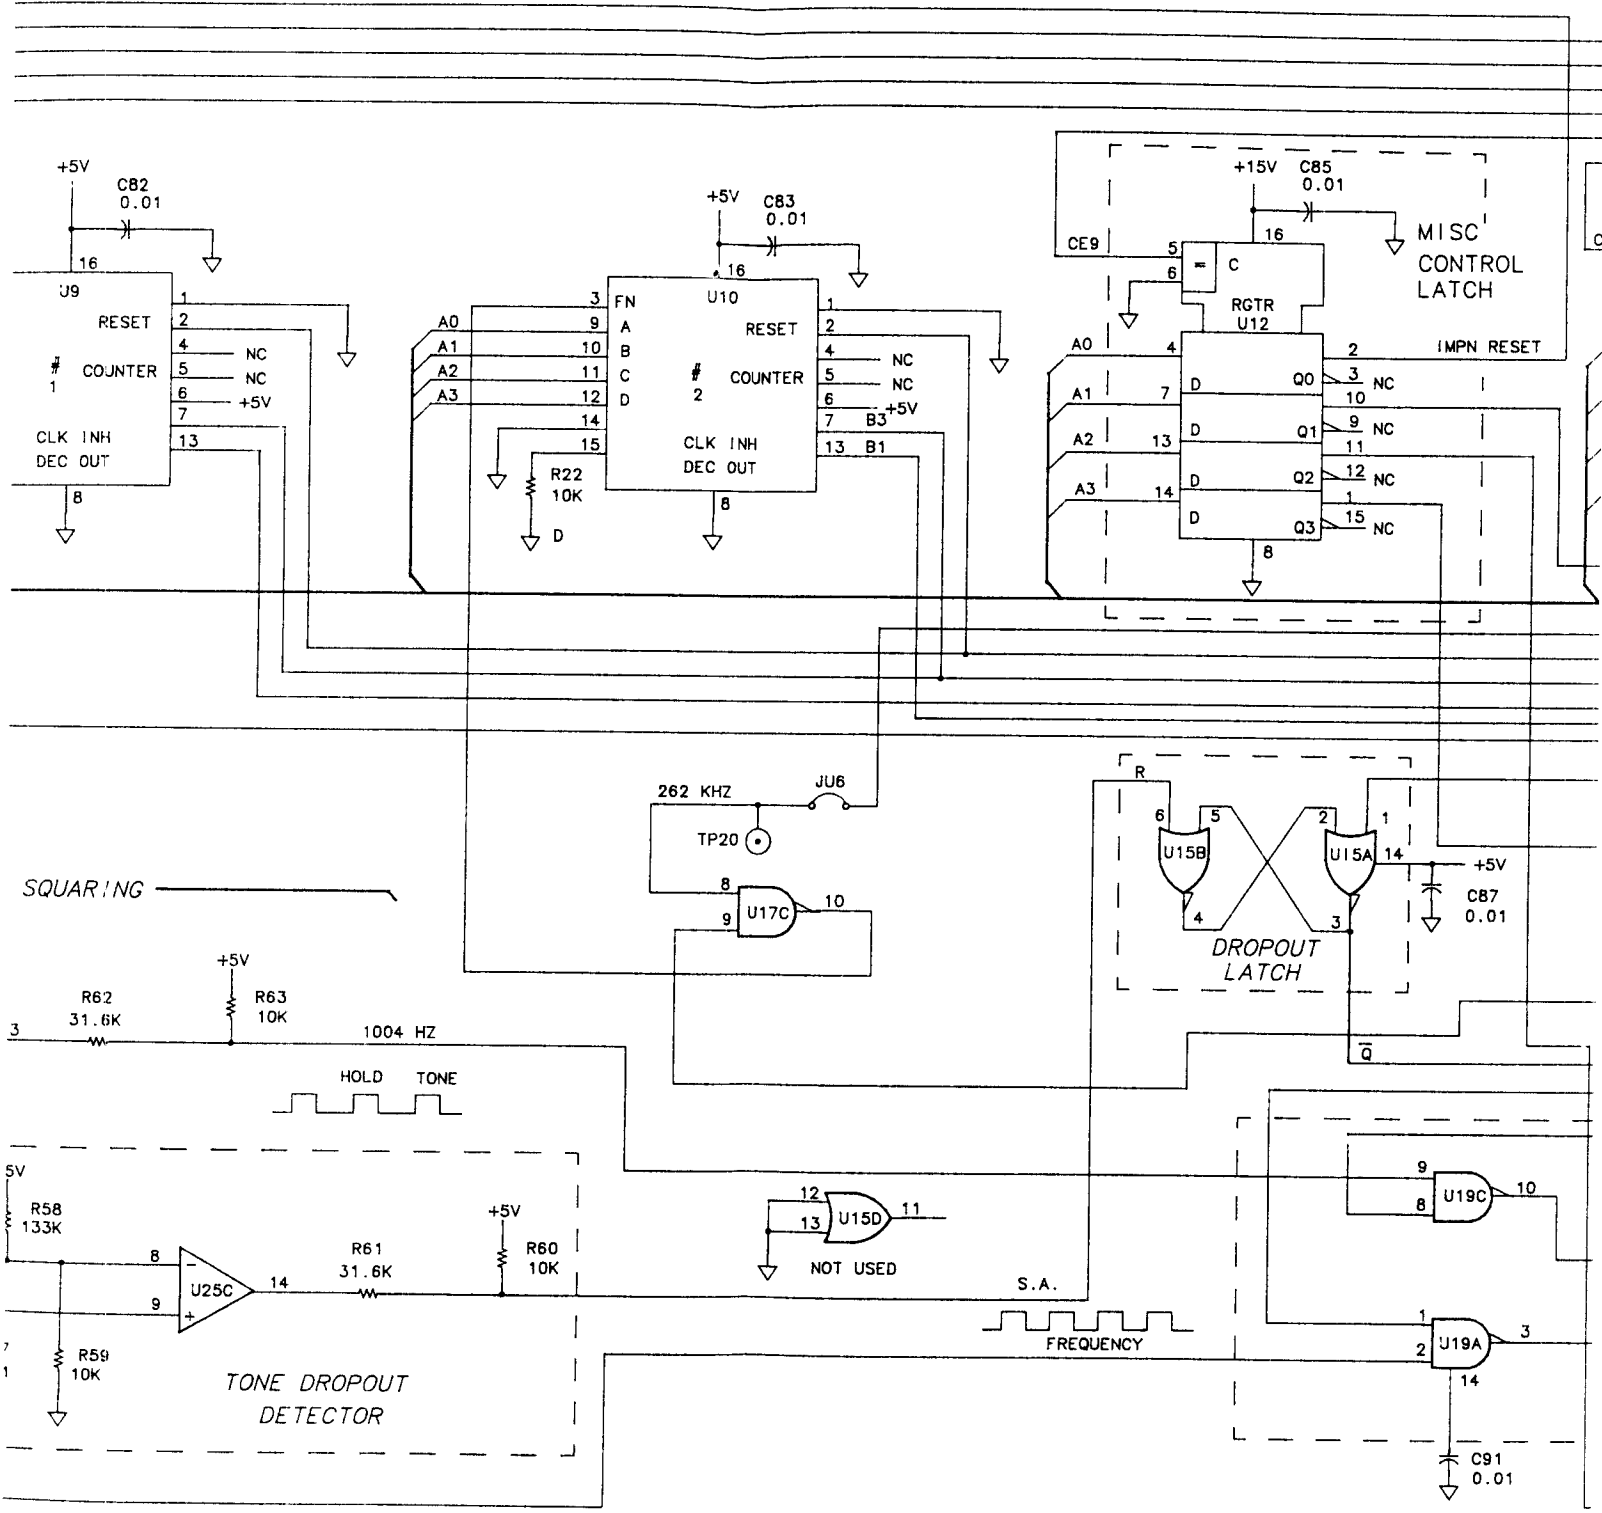 +5V
C82
0.01
16
U9
1
RESET
2
4
NC
#
1
COUNTER
5
NC
6
+5V
7
CLK INH
13
DEC OUT
8
+5V
C83
0.01
16
U10
3
FN
1
A0
9
A
RESET
2
A1
10
B
4
NC
A2
11
C
#
2
COUNTER
5
NC
A3
12
D
6
+5V
14
7
B3
15
CLK INH
13
B1
DEC OUT
R22
10K
D
8
+15V
C85
0.01
16
MISC
CONTROL
LATCH
CE9
5
=
C
6
RGTR
U12
A0
4
2
IMPN RESET
D
Q0
3
NC
A1
7
10
D
Q1
9
NC
A2
13
11
D
Q2
12
NC
A3
14
1
D
Q3
15
NC
8
262 KHZ
JU6
TP20
8
U17C
10
9
R
6
5
2
1
U15B
U15A
14
+5V
C87
0.01
4
3
DROPOUT
LATCH
Q̅
SQUARING
+5V
R62
31.6K
R63
10K
3
1004 HZ
HOLD TONE
5V
R58
133K
8
−
U25C
14
9
+
R59
10K
7
1
R61
31.6K
+5V
R60
10K
TONE DROPOUT
DETECTOR
12
13
U15D
11
NOT USED
S.A.
FREQUENCY
9
U19C
10
8
1
U19A
3
2
14
C91
0.01